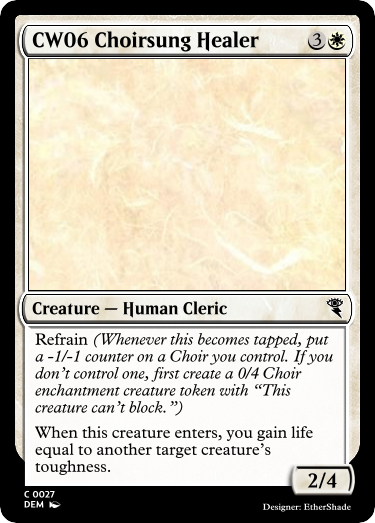 CW06 Choirsung Healer 3
Creature — Human Cleric
Refrain (Whenever this becomes tapped, put
a -1/-1 counter on a Choir you control. If you
don't control one, first create a 0/4 Choir
enchantment creature token with “This
creature can't block.”)
When this creature enters, you gain life
equal to another target creature's
toughness.
2/4
C 0027
DEM
Designer: EtherShade